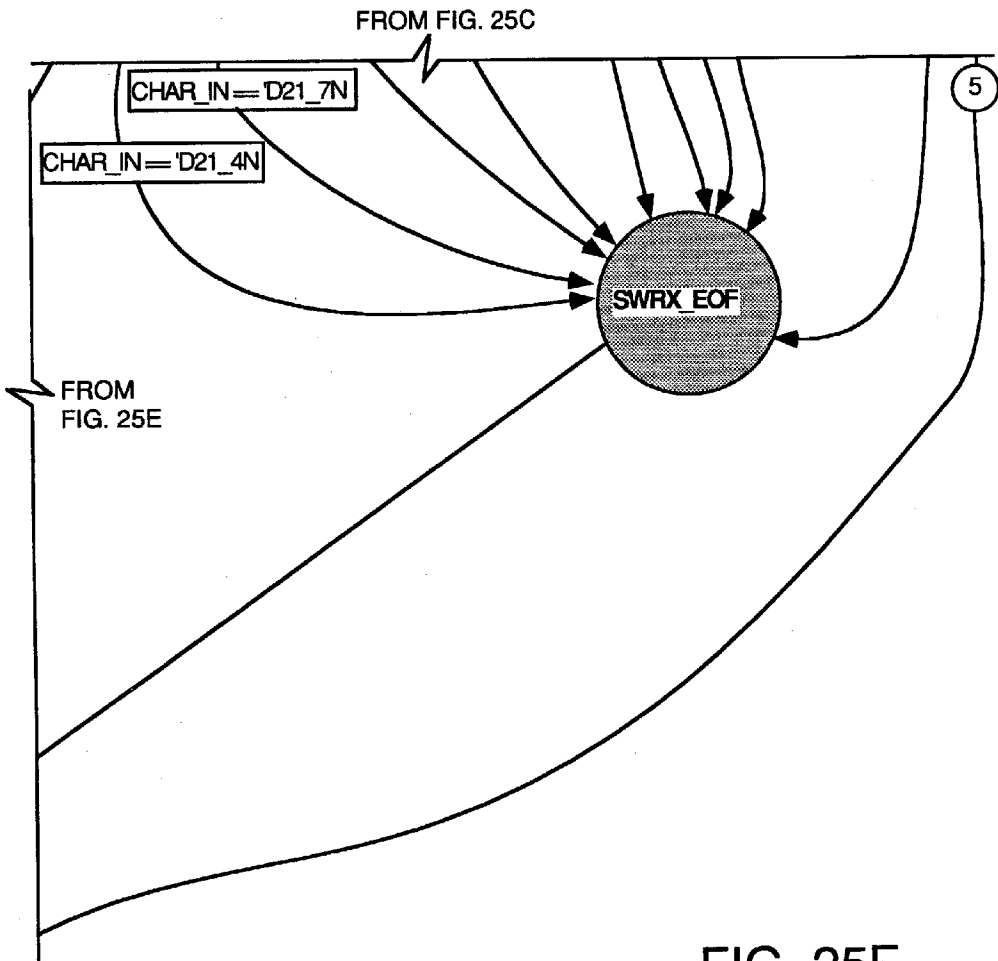 FROM FIG. 25C
CHAR_IN=='D21_7N
5
CHAR_IN=='D21_4N
SWRX_EOF
FROM
FIG. 25E